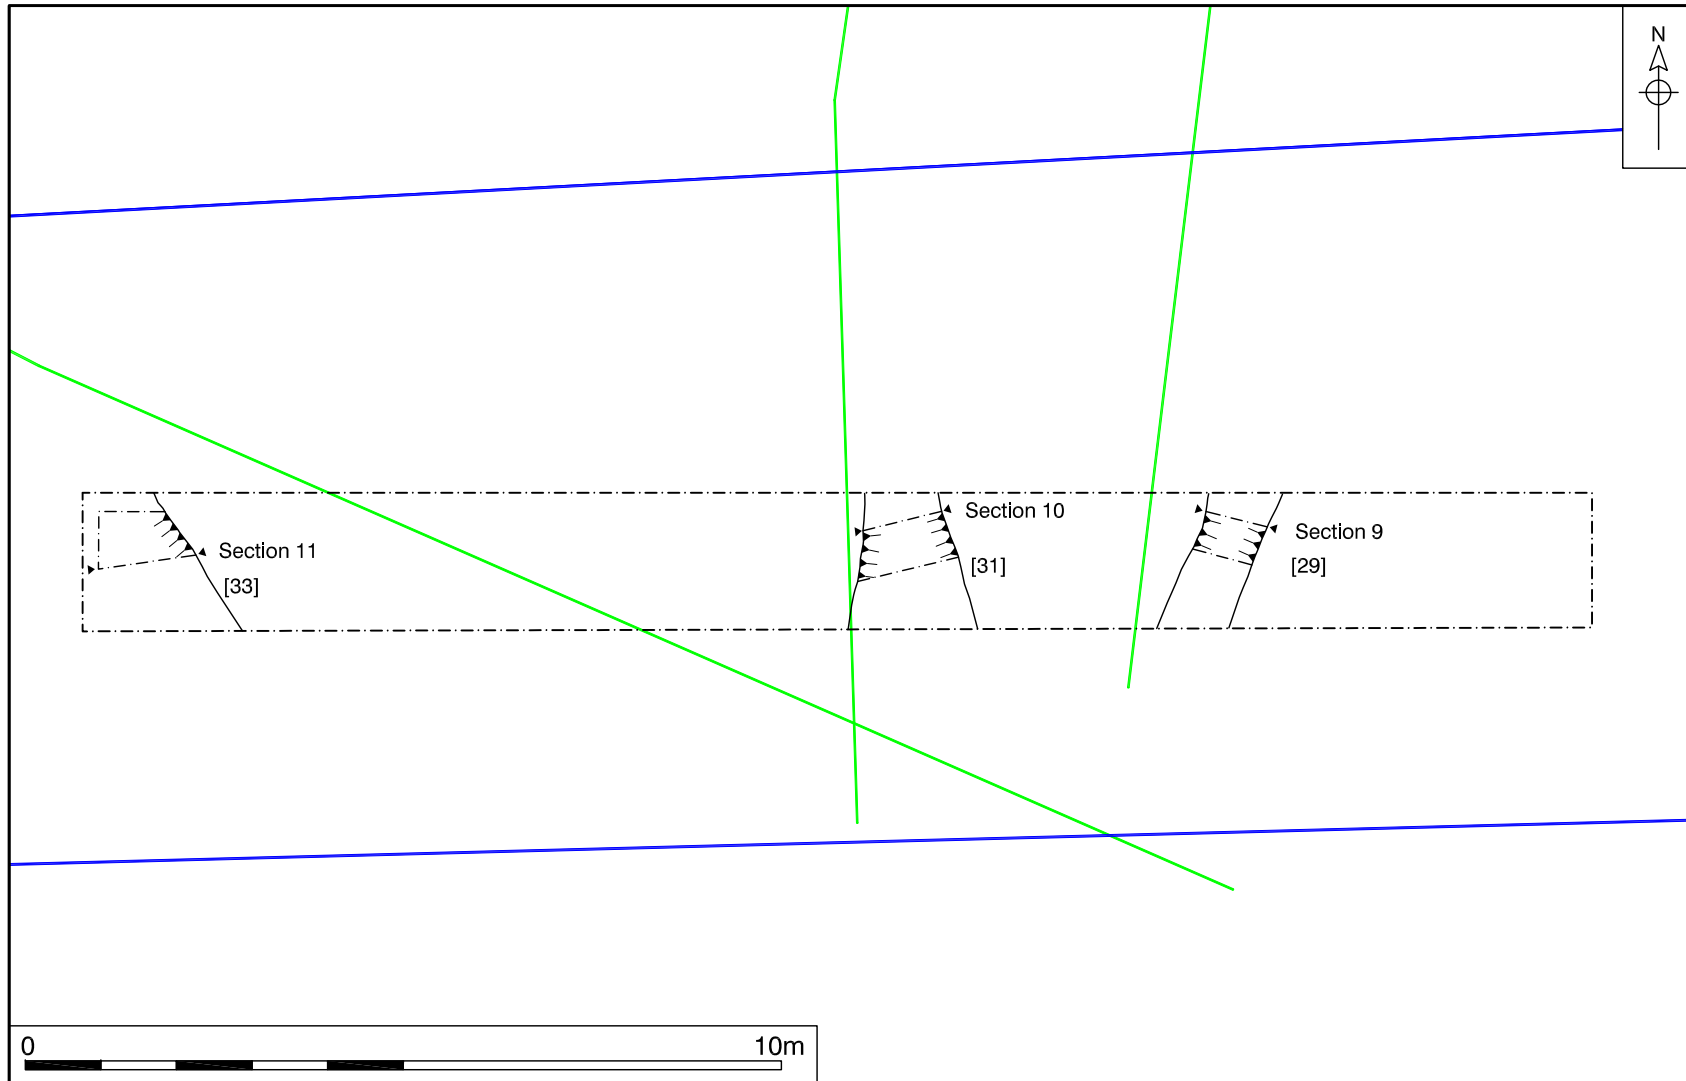 N
Section 10
[31]
Section 9
[29]
Section 11
[33]
0
10m